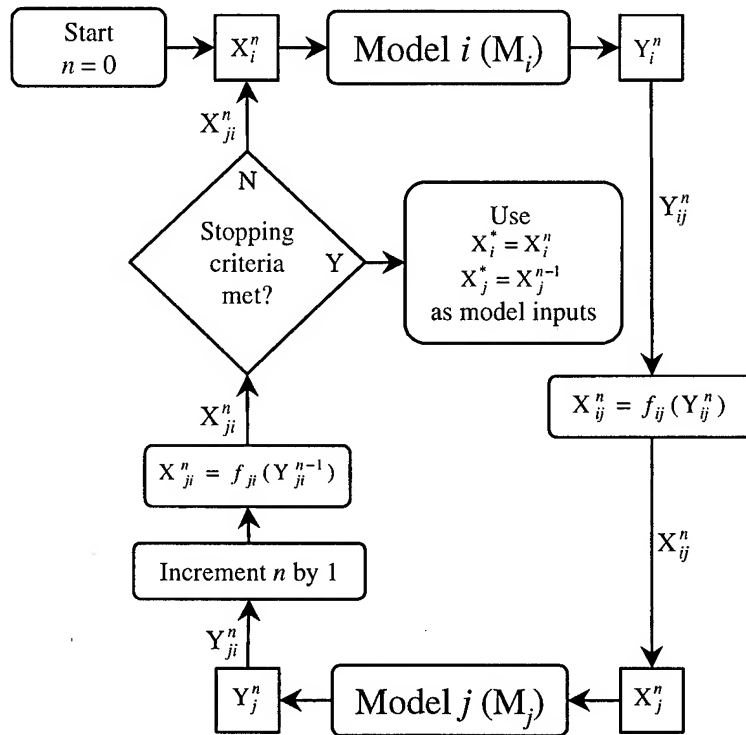 Start
n = 0
X_i^n
Model i (M_i)
Y_i^n
X_ji^n
N
Stopping
criteria
met?
Y
Use
X_i^* = X_i^n
X_j^* = X_j^{n-1}
as model inputs
Y_ij^n
X_ij^n = f_ij (Y_ij^n)
X_ji^n
X_ji^n = f_ji (Y_ji^{n-1})
X_ij^n
Increment n by 1
Y_ji^n
Y_j^n
Model j (M_j)
X_j^n